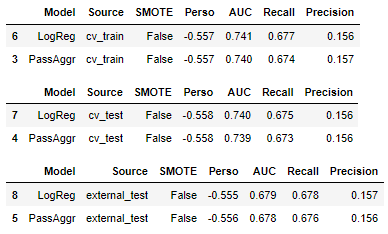 Model Source SMOTE Perso AUC Recall Precision
6 LogReg cv_train False -0.557 0.741 0.677 0.156
3 PassAggr cv_train False -0.557 0.740 0.674 0.157
Model Source SMOTE Perso AUC Recall Precision
7 LogReg cv_test False -0.558 0.740 0.675 0.156
4 PassAggr cv_test False -0.558 0.739 0.673 0.156
Model Source SMOTE Perso AUC Recall Precision
8 LogReg external_test False -0.555 0.679 0.678 0.157
5 PassAggr external_test False -0.556 0.678 0.676 0.156